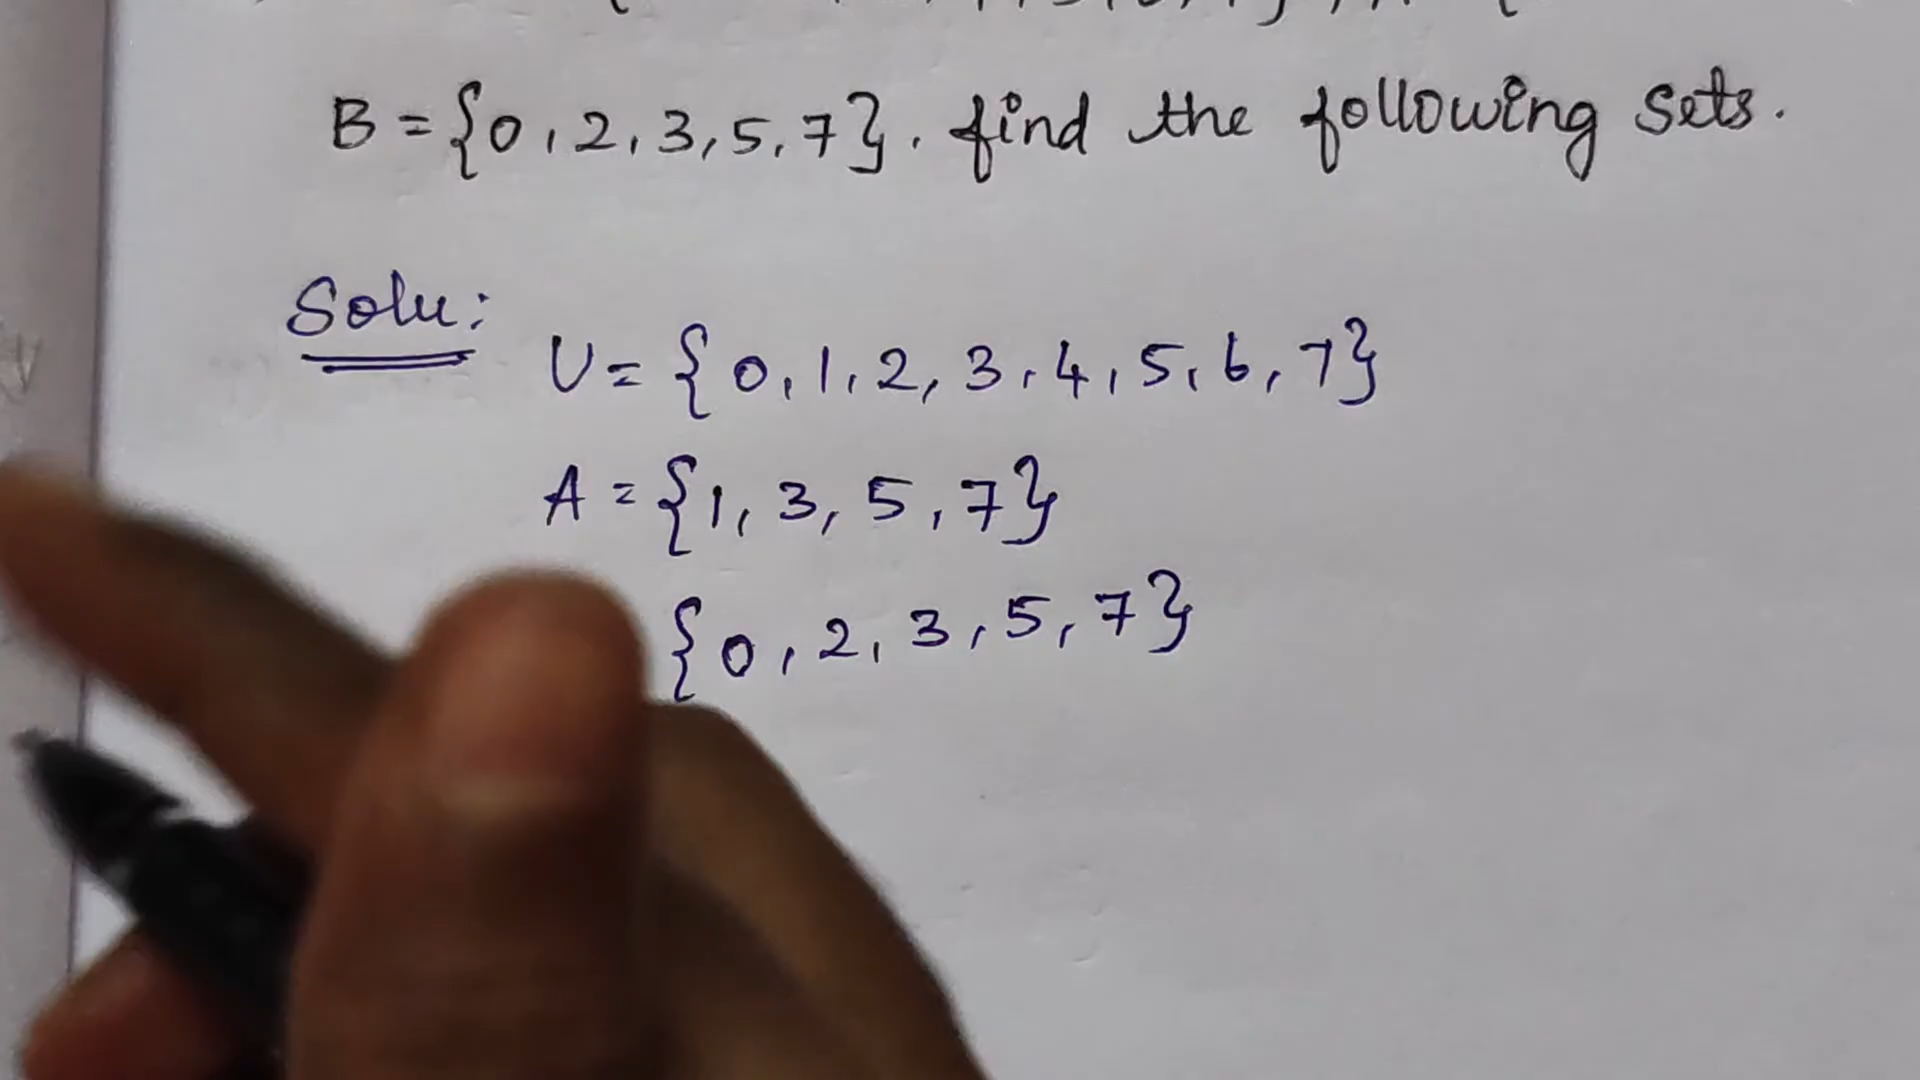 B = {0, 2, 3, 5, 7}. find the following sets.
Solu:
U = {0, 1, 2, 3, 4, 5, 6, 7}
A = {1, 3, 5, 7}
{0, 2, 3, 5, 7}